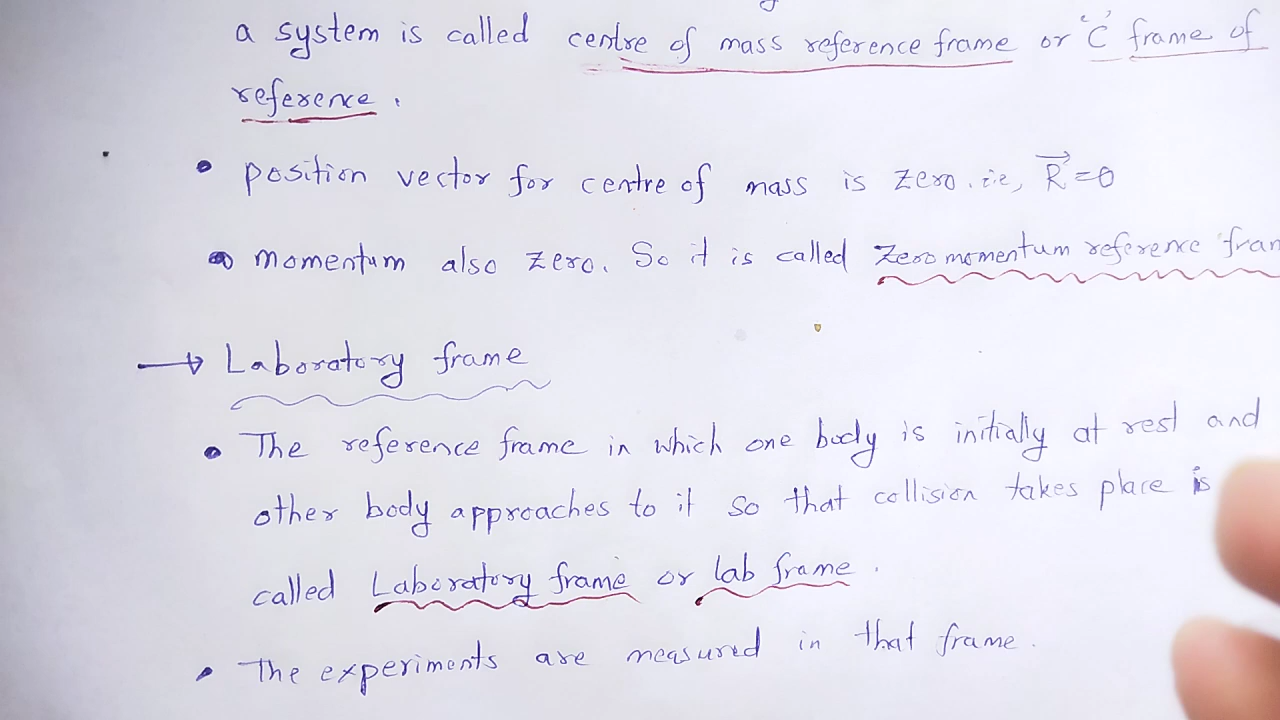 a system is called centre of mass reference frame or 'C' frame of
reference.
• position vector for centre of mass is zero. i.e, R⃗=0
• momentum also zero. So it is called zero momentum reference fram
→ Laboratory frame
• The reference frame in which one body is initially at rest and
other body approaches to it so that collision takes place is
called Laboratory frame or lab frame.
• The experiments are measured in that frame.